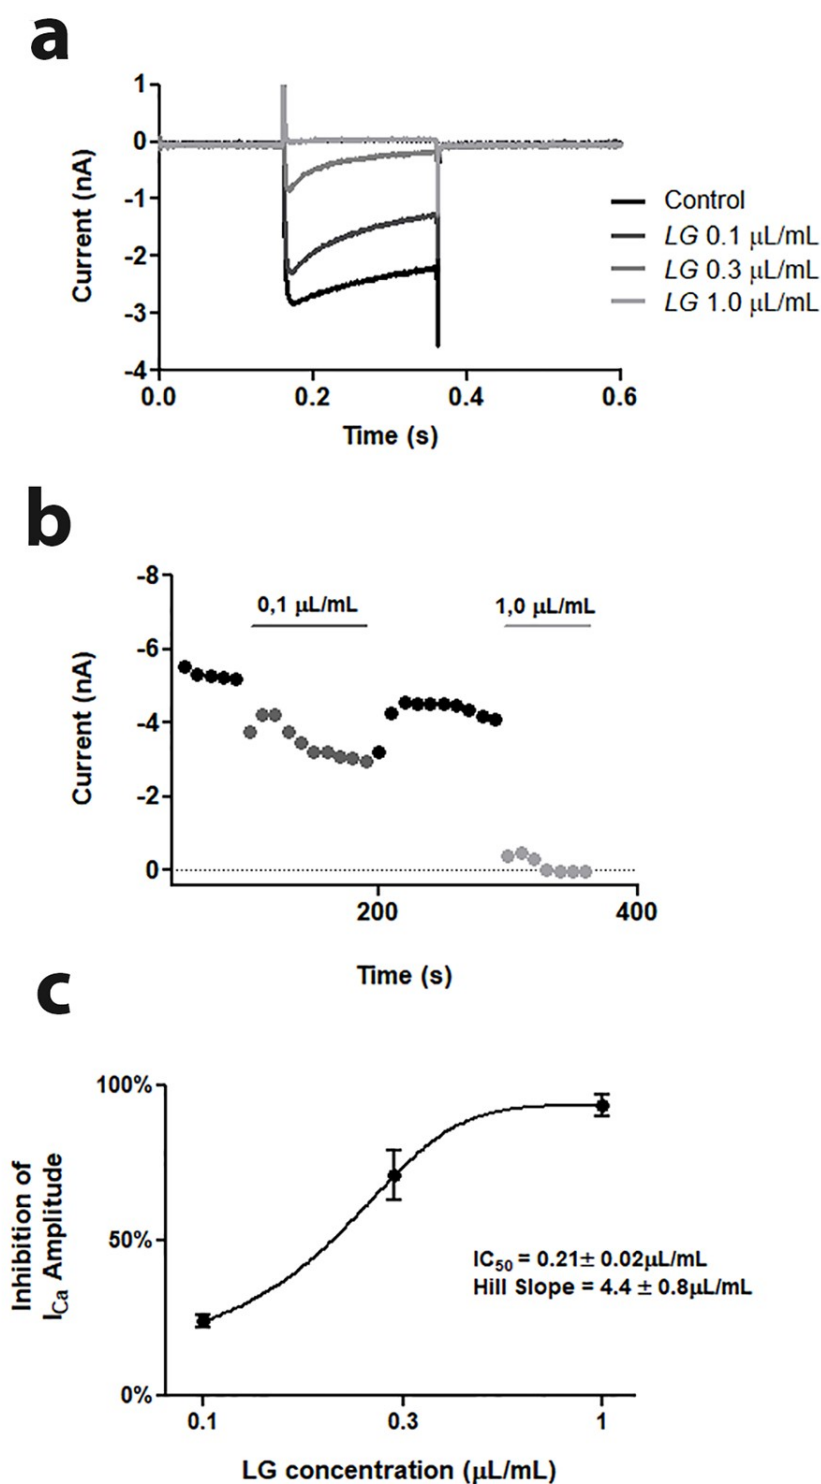 a
1
0
-1
-2
-3
-4
Current (nA)
0.0 0.2 0.4 0.6
Time (s)
Control
LG 0.1 µL/mL
LG 0.3 µL/mL
LG 1.0 µL/mL
b
-8
-6
-4
-2
0
Current (nA)
0,1 µL/mL 1,0 µL/mL
200 400
Time (s)
c
100%
50%
0%
Inhibition of
ICa Amplitude
IC50 = 0.21± 0.02µL/mL
Hill Slope = 4.4 ± 0.8µL/mL
0.1 0.3 1
LG concentration (µL/mL)